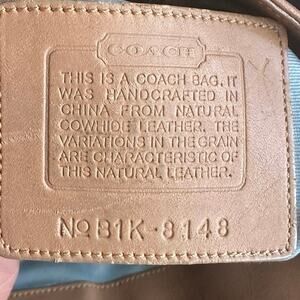 COACH
THIS IS A COACH BAG. IT
WAS HANDCRAFTED IN
CHINA FROM NATURAL
COWHIDE LEATHER. THE
VARIATIONS IN THE GRAIN
ARE CHARACTERISTIC OF
THIS NATURAL LEATHER.
No B1K-8148